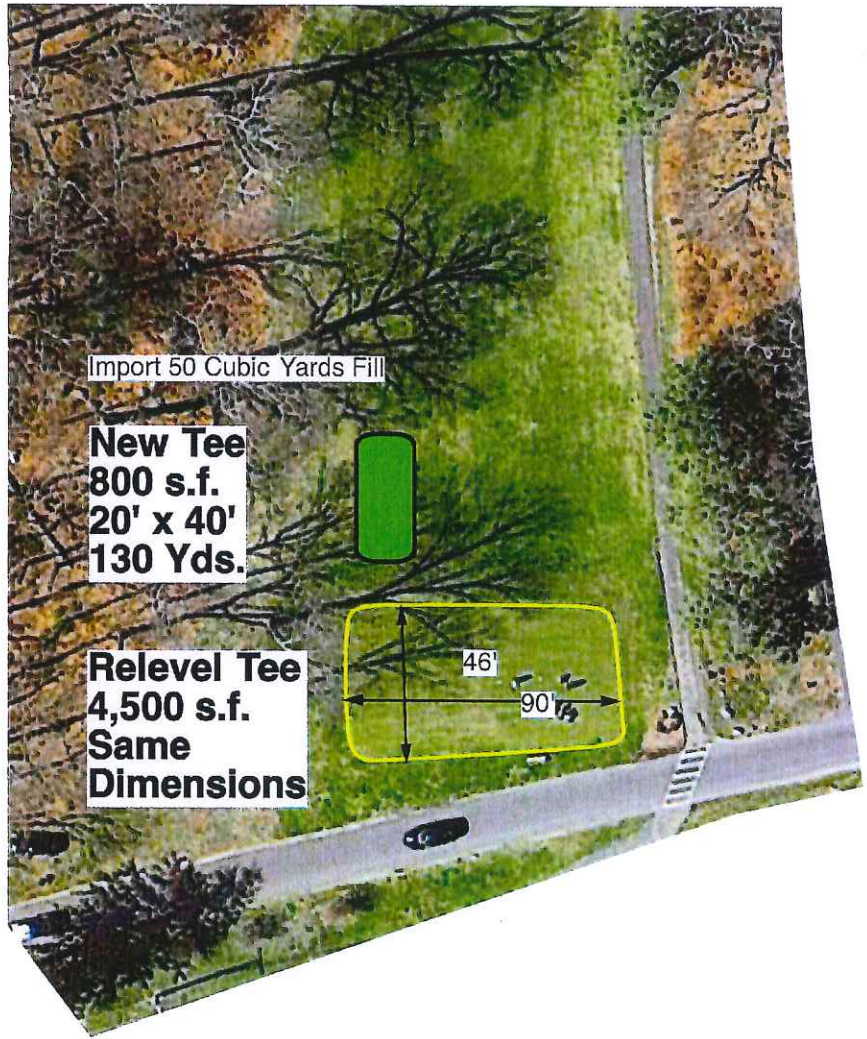 Import 50 Cubic Yards Fill
New Tee
800 s.f.
20' x 40'
130 Yds.
Relevel Tee
4,500 s.f.
Same
Dimensions
46'
90'